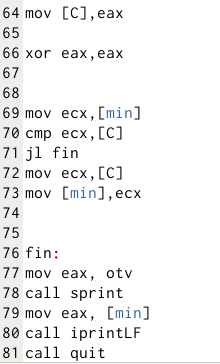 64 mov [C],eax
65
66 xor eax,eax
67
68
69 mov ecx,[min]
70 cmp ecx,[C]
71 jl fin
72 mov ecx,[C]
73 mov [min],ecx
74
75
76 fin:
77 mov eax, otv
78 call sprint
79 mov eax, [min]
80 call iprintLF
81 call quit